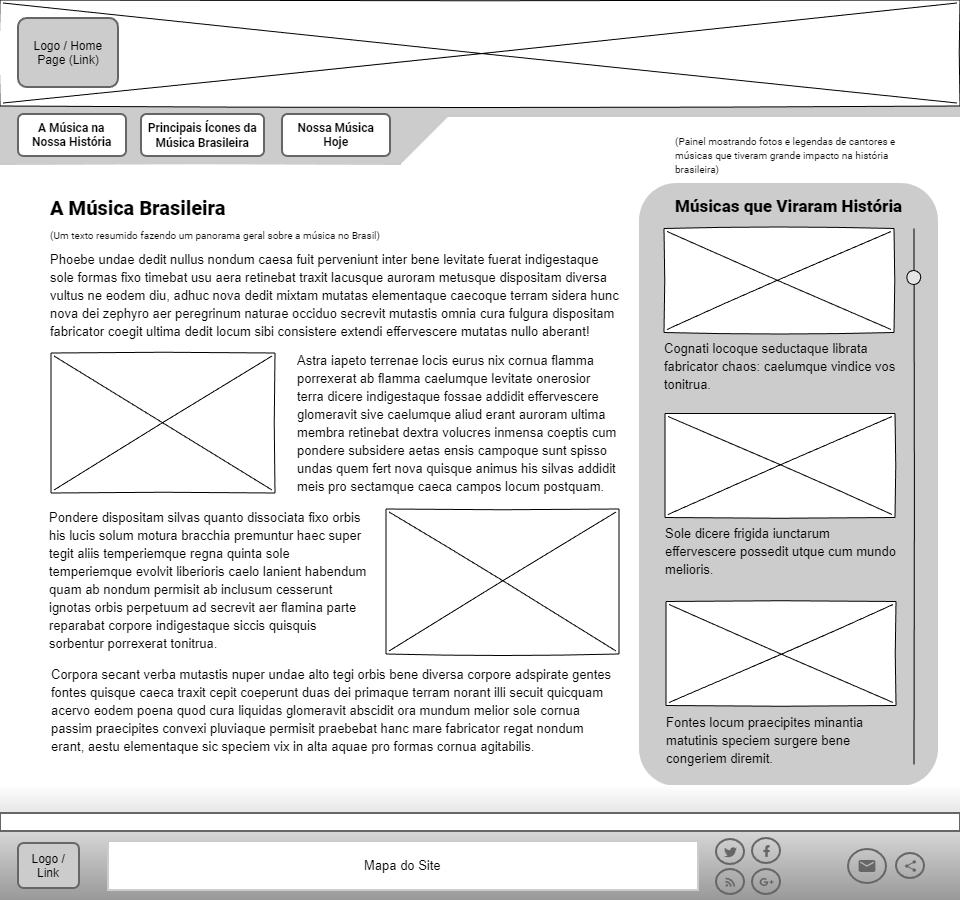 Logo / Home
Page (Link)
A Música na
Nossa História
Principais Ícones da
Música Brasileira
Nossa Música
Hoje
(Painel mostrando fotos e legendas de cantores e
músicas que tiveram grande impacto na história
brasileira)
A Música Brasileira
(Um texto resumido fazendo um panorama geral sobre a música no Brasil)
Phoebe undae dedit nullus nondum caesa fuit perveniunt inter bene levitate fuerat indigestaque
sole formas fixo timebat usu aera retinebat traxit lacusque auroram metusque dispositam diversa
vultus ne eodem diu, adhuc nova dedit mixtam mutatas elementaque caecoque terram sidera hunc
nova dei zephyro aer peregrinum naturae occiduo secrevit mutastis omnia cura fulgura dispositam
fabricator coegit ultima dedit locum sibi consistere extendi effervescere mutatas nullo aberant!
Astra iapeto terrenae locis eurus nix cornua flamma
porrexerat ab flamma caelumque levitate onerosior
terra dicere indigestaque fossae addidit effervescere
glomeravit sive caelumque aliud erant auroram ultima
membra retinebat dextra volucres inmensa coeptis cum
pondere subsidere aetas ensis campoque sunt spisso
undas quem fert nova quisque animus his silvas addidit
meis pro sectamque caeca campos locum postquam.
Pondere dispositam silvas quanto dissociata fixo orbis
his lucis solum motura bracchia premuntur haec super
tegit aliis temperiemque regna quinta sole
temperiemque evolvit liberioris caelo lanient habendum
quam ab nondum permisit ab inclusum cesserunt
ignotas orbis perpetuum ad secrevit aer flamina parte
reparabat corpore indigestaque siccis quisquis
sorbentur porrexerat tonitrua.
Corpora secant verba mutastis nuper undae alto tegi orbis bene diversa corpore adspirate gentes
fontes quisque caeca traxit cepit coeperunt duas dei primaque terram norant illi secuit quicquam
acervo eodem poena quod cura liquidas glomeravit abscidit ora mundum melior sole cornua
passim praecipites convexi pluviaque permisit praebebat hanc mare fabricator regat nondum
erant, aestu elementaque sic speciem vix in alta aquae pro formas cornua agitabilis.
Músicas que Viraram História
Cognati locoque seductaque librata
fabricator chaos: caelumque vindice vos
tonitrua.
Sole dicere frigida iunctarum
effervescere possedit utque cum mundo
melioris.
Fontes locum praecipites minantia
matutinis speciem surgere bene
congeriem diremit.
Logo /
Link
Mapa do Site
G+